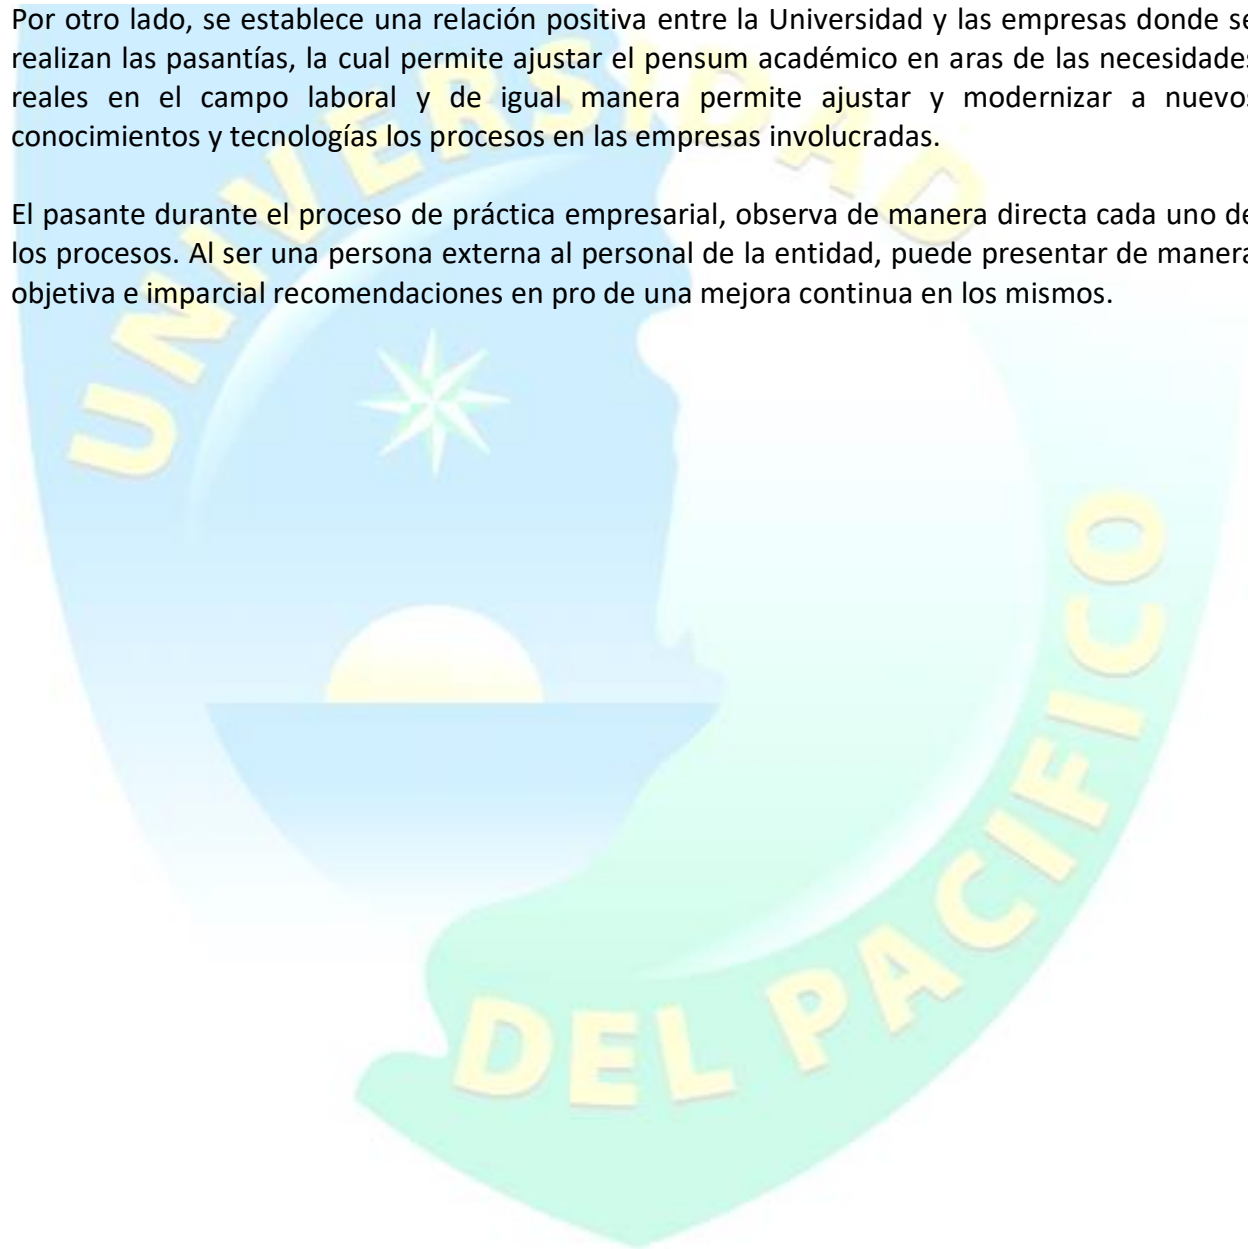 Por otro lado, se establece una relación positiva entre la Universidad y las empresas donde se
realizan las pasantías, la cual permite ajustar el pensum académico en aras de las necesidades
reales en el campo laboral y de igual manera permite ajustar y modernizar a nuevos
conocimientos y tecnologías los procesos en las empresas involucradas.
El pasante durante el proceso de práctica empresarial, observa de manera directa cada uno de
los procesos. Al ser una persona externa al personal de la entidad, puede presentar de manera
objetiva e imparcial recomendaciones en pro de una mejora continua en los mismos.
UNIVERSIDAD
DEL PACIFICO